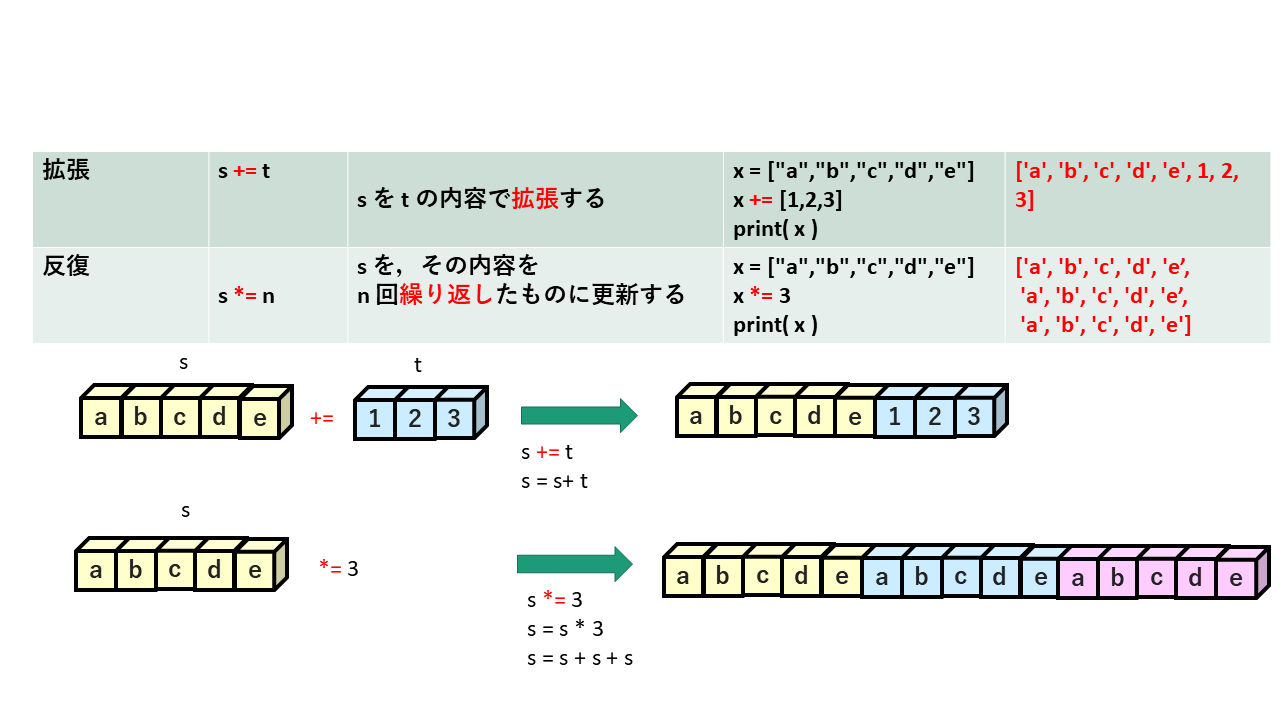 拡張
s += t
s を t の内容で拡張する
x = ["a","b","c","d","e"]
x += [1,2,3]
print( x )
['a', 'b', 'c', 'd', 'e', 1, 2,
3]
反復
s *= n
s を，その内容を
n 回繰り返したものに更新する
x = ["a","b","c","d","e"]
x *= 3
print( x )
['a', 'b', 'c', 'd', 'e’,
'a', 'b', 'c', 'd', 'e’,
'a', 'b', 'c', 'd', 'e']
s
t
a b c d e
+=
1 2 3
a b c d e 1 2 3
s += t
s = s+ t
s
a b c d e
*= 3
a b c d e a b c d e a b c d e
s *= 3
s = s * 3
s = s + s + s